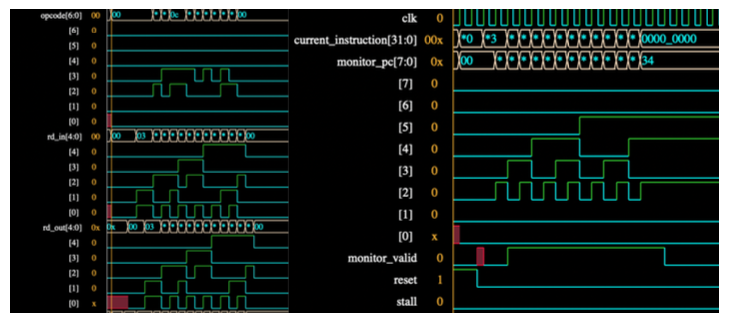 opcode[6:0] 00 00 * * 0c * * * * * * * 00
[6] 0
[5] 0
[4] 0
[3] 0
[2] 0
[1] 0
[0] 0
rd_in[4:0] 00 00 03 * * * * * * * * * * * 00
[4] 0
[3] 0
[2] 0
[1] 0
[0] 0
rd_out[4:0] 0x 0x 00 03 * * * * * * * * * * * 00
[4] 0
[3] 0
[2] 0
[1] 0
[0] x
clk 0
current_instruction[31:0] 00x *0 *3 * * * * * * * * * * * * 0000_0000
monitor_pc[7:0] 0x 00 * * * * * * * * * * * * 34
[7] 0
[6] 0
[5] 0
[4] 0
[3] 0
[2] 0
[1] 0
[0] x
monitor_valid 0
reset 1
stall 0